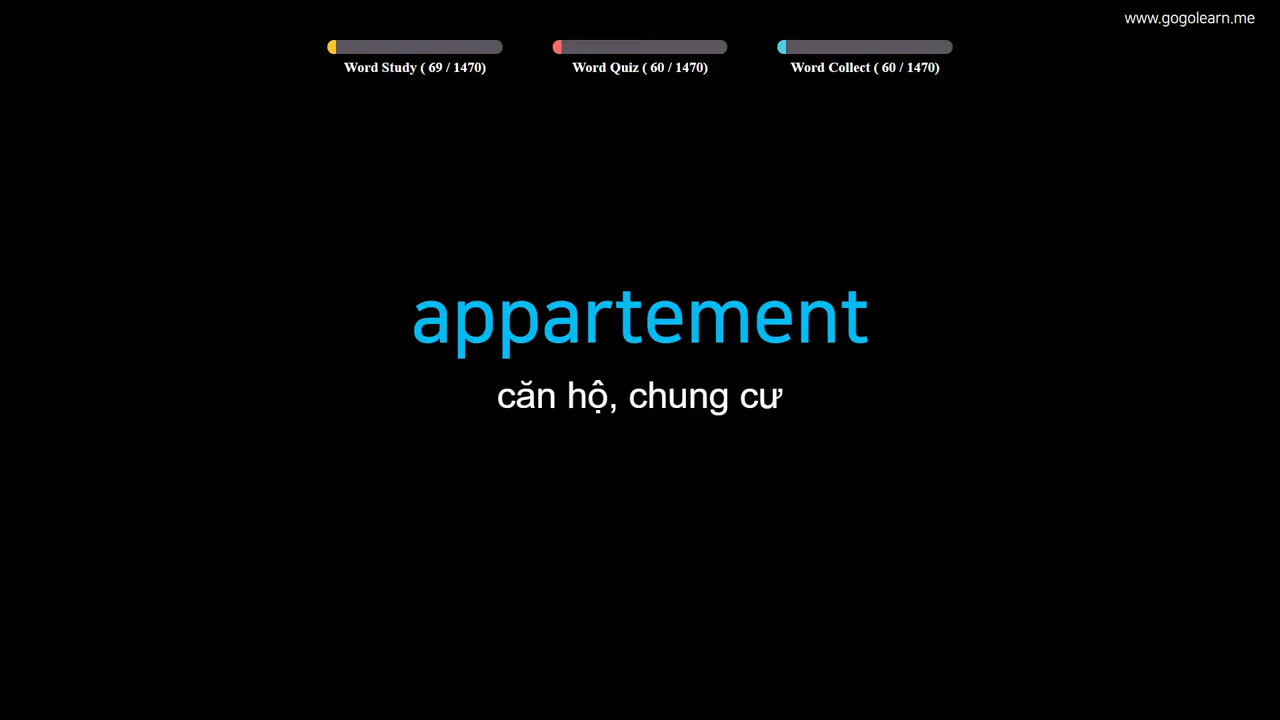 www.gogolearn.me
Word Study ( 69 / 1470)
Word Quiz ( 60 / 1470)
Word Collect ( 60 / 1470)
appartement
căn hộ, chung cư